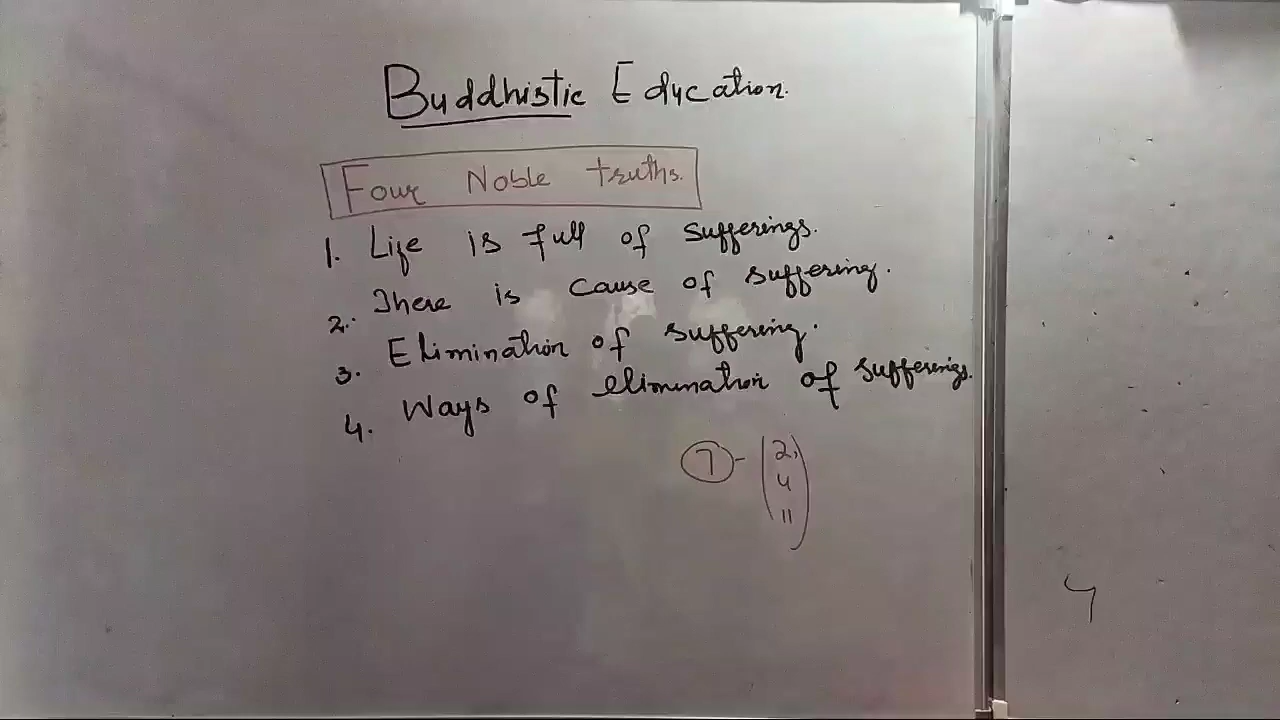 Buddhistic Education.
Four Noble truths.
1. Life is full of sufferings.
2. There is cause of suffering.
3. Elimination of suffering.
4. Ways of elimination of sufferings.
7 - (2,
4
11)
4